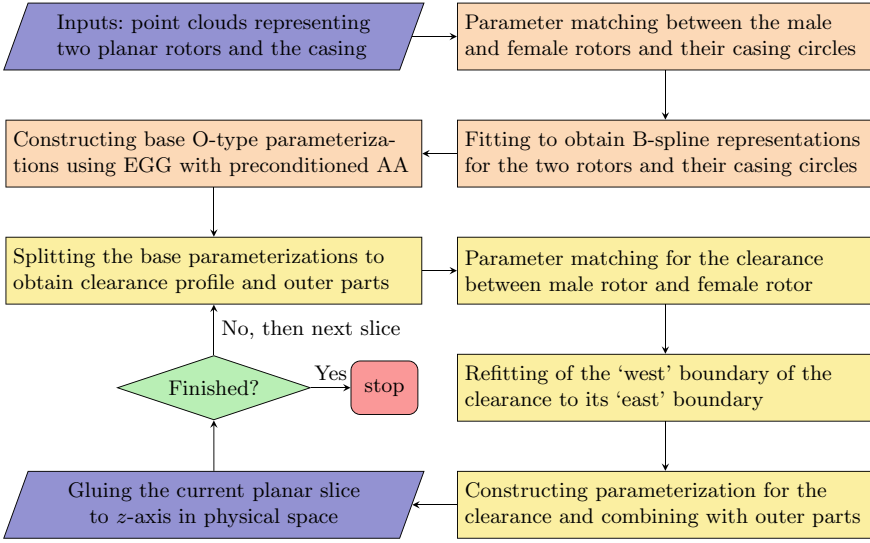 Inputs: point clouds representing
two planar rotors and the casing
Parameter matching between the male
and female rotors and their casing circles
Fitting to obtain B-spline representations
for the two rotors and their casing circles
Constructing base O-type parameteriza-
tions using EGG with preconditioned AA
Splitting the base parameterizations to
obtain clearance profile and outer parts
Parameter matching for the clearance
between male rotor and female rotor
Refitting of the ‘west’ boundary of the
clearance to its ‘east’ boundary
Constructing parameterization for the
clearance and combining with outer parts
Gluing the current planar slice
to z-axis in physical space
Finished?
Yes
stop
No, then next slice